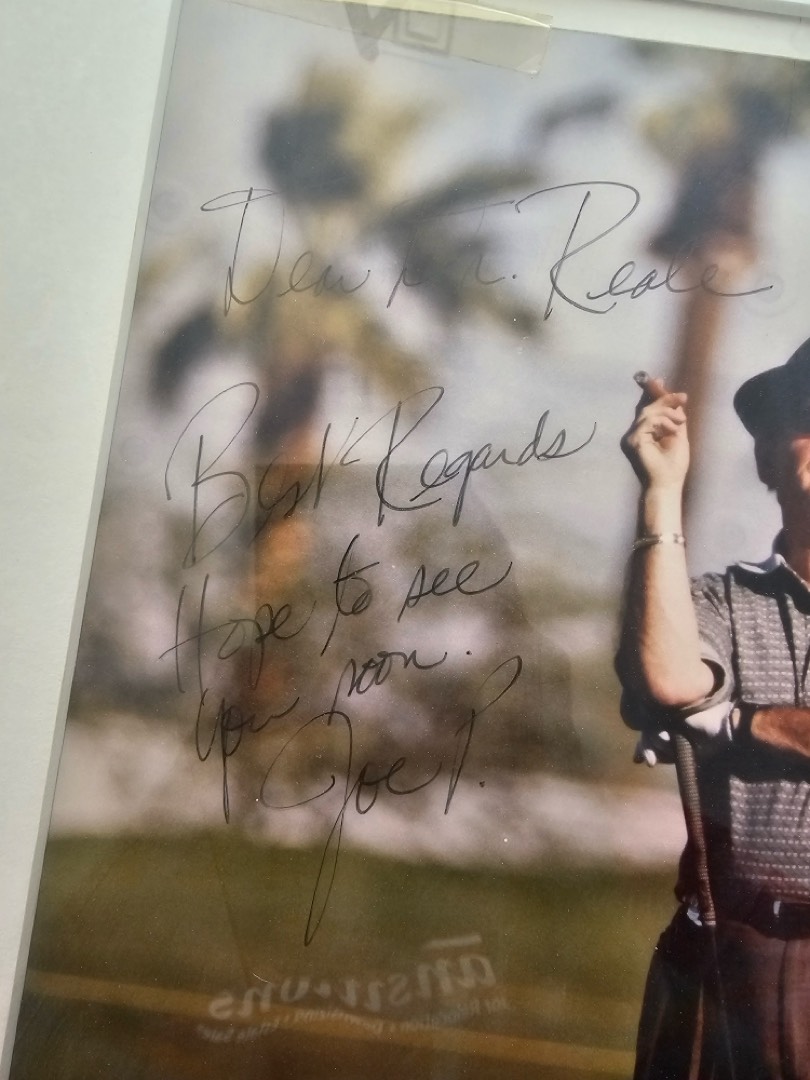 Dear Mr. Reale
Best Regards
Hope to see
you soon.
Joe P.